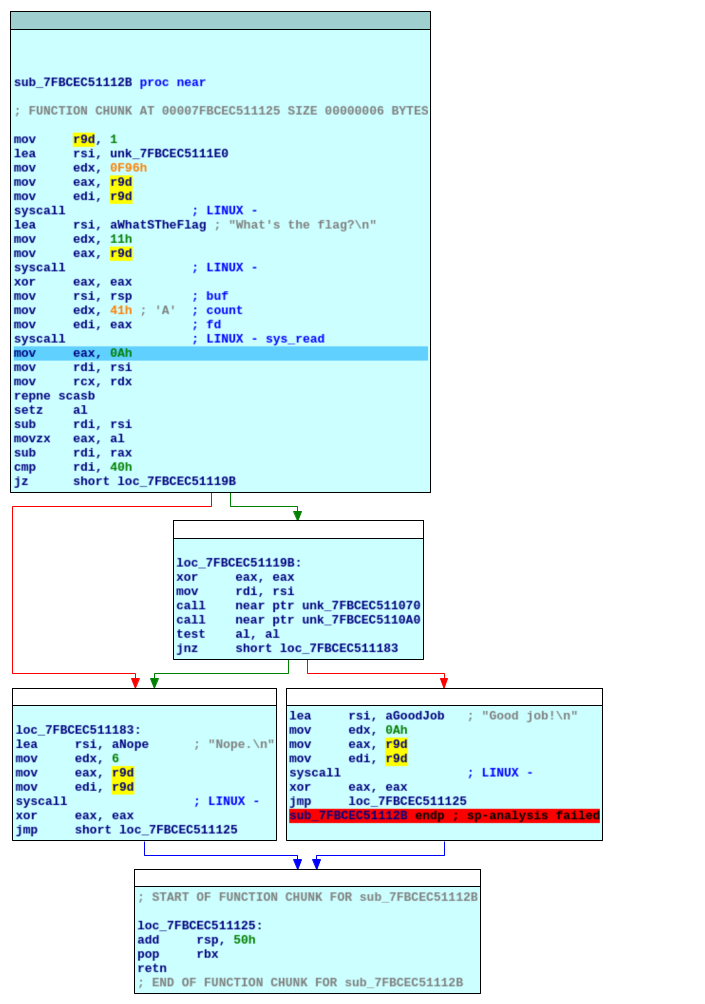 sub_7FBCEC51112B proc near
; FUNCTION CHUNK AT 00007FBCEC511125 SIZE 00000006 BYTES
mov     r9d, 1
lea     rsi, unk_7FBCEC5111E0
mov     edx, 0F96h
mov     eax, r9d
mov     edi, r9d
syscall                 ; LINUX -
lea     rsi, aWhatSTheFlag ; "What's the flag?\n"
mov     edx, 11h
mov     eax, r9d
syscall                 ; LINUX -
xor     eax, eax
mov     rsi, rsp        ; buf
mov     edx, 41h ; 'A'  ; count
mov     edi, eax        ; fd
syscall                 ; LINUX - sys_read
mov     eax, 0Ah
mov     rdi, rsi
mov     rcx, rdx
repne scasb
setz    al
sub     rdi, rsi
movzx   eax, al
sub     rdi, rax
cmp     rdi, 40h
jz      short loc_7FBCEC51119B
loc_7FBCEC51119B:
xor     eax, eax
mov     rdi, rsi
call    near ptr unk_7FBCEC511070
call    near ptr unk_7FBCEC5110A0
test    al, al
jnz     short loc_7FBCEC511183
loc_7FBCEC511183:
lea     rsi, aNope      ; "Nope.\n"
mov     edx, 6
mov     eax, r9d
mov     edi, r9d
syscall                 ; LINUX -
xor     eax, eax
jmp     short loc_7FBCEC511125
lea     rsi, aGoodJob   ; "Good job!\n"
mov     edx, 0Ah
mov     eax, r9d
mov     edi, r9d
syscall                 ; LINUX -
xor     eax, eax
jmp     loc_7FBCEC511125
sub_7FBCEC51112B endp ; sp-analysis failed
; START OF FUNCTION CHUNK FOR sub_7FBCEC51112B
loc_7FBCEC511125:
add     rsp, 50h
pop     rbx
retn
; END OF FUNCTION CHUNK FOR sub_7FBCEC51112B